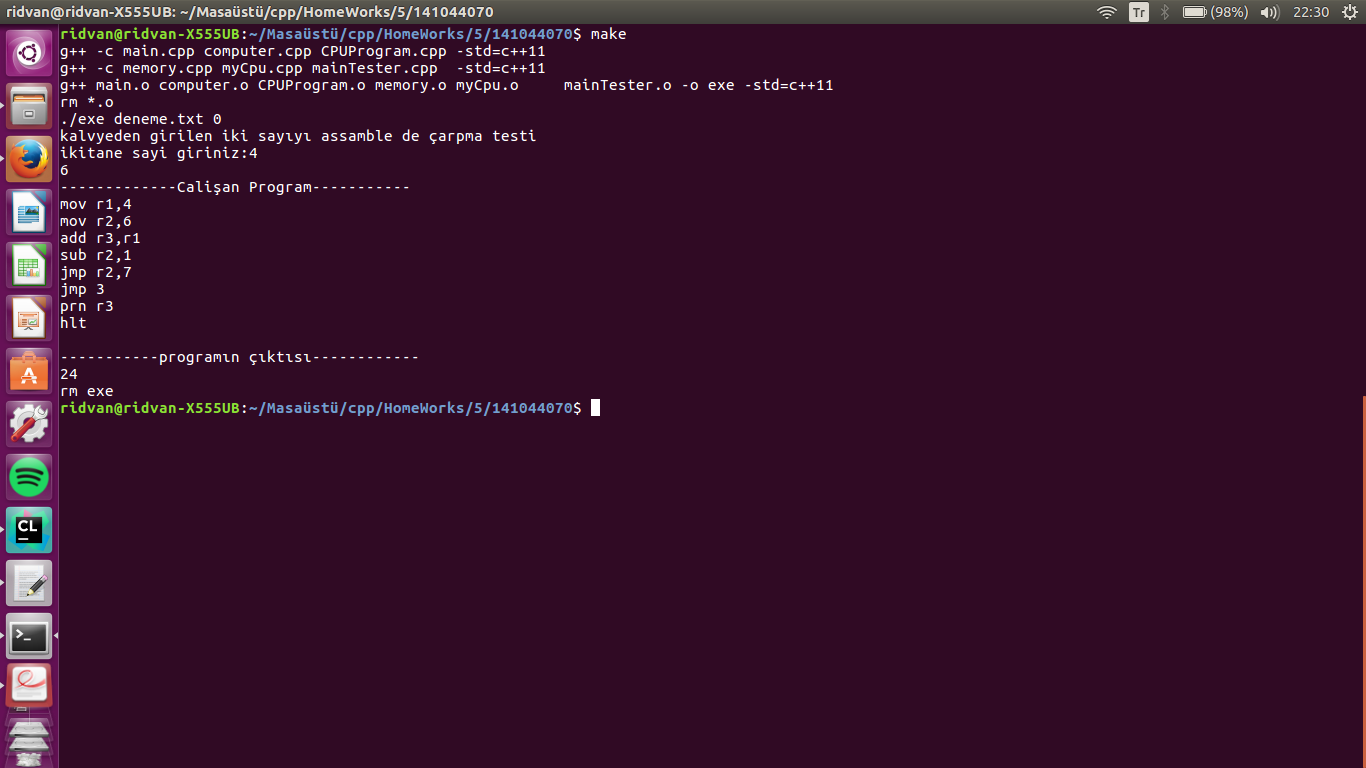 ridvan@ridvan-X555UB: ~/Masaüstü/cpp/HomeWorks/5/141044070
Tr
(98%)
22:30
ridvan@ridvan-X555UB:~/Masaüstü/cpp/HomeWorks/5/141044070$ make
g++ -c main.cpp computer.cpp CPUProgram.cpp -std=c++11
g++ -c memory.cpp myCpu.cpp mainTester.cpp  -std=c++11
g++ main.o computer.o CPUProgram.o memory.o myCpu.o     mainTester.o -o exe -std=c++11
rm *.o
./exe deneme.txt 0
kalvyeden girilen iki sayıyı assamble de çarpma testi
ikitane sayi giriniz:4
6
-------------Calişan Program-----------
mov r1,4
mov r2,6
add r3,r1
sub r2,1
jmp r2,7
jmp 3
prn r3
hlt
-----------programın çıktısı------------
24
rm exe
ridvan@ridvan-X555UB:~/Masaüstü/cpp/HomeWorks/5/141044070$
CL